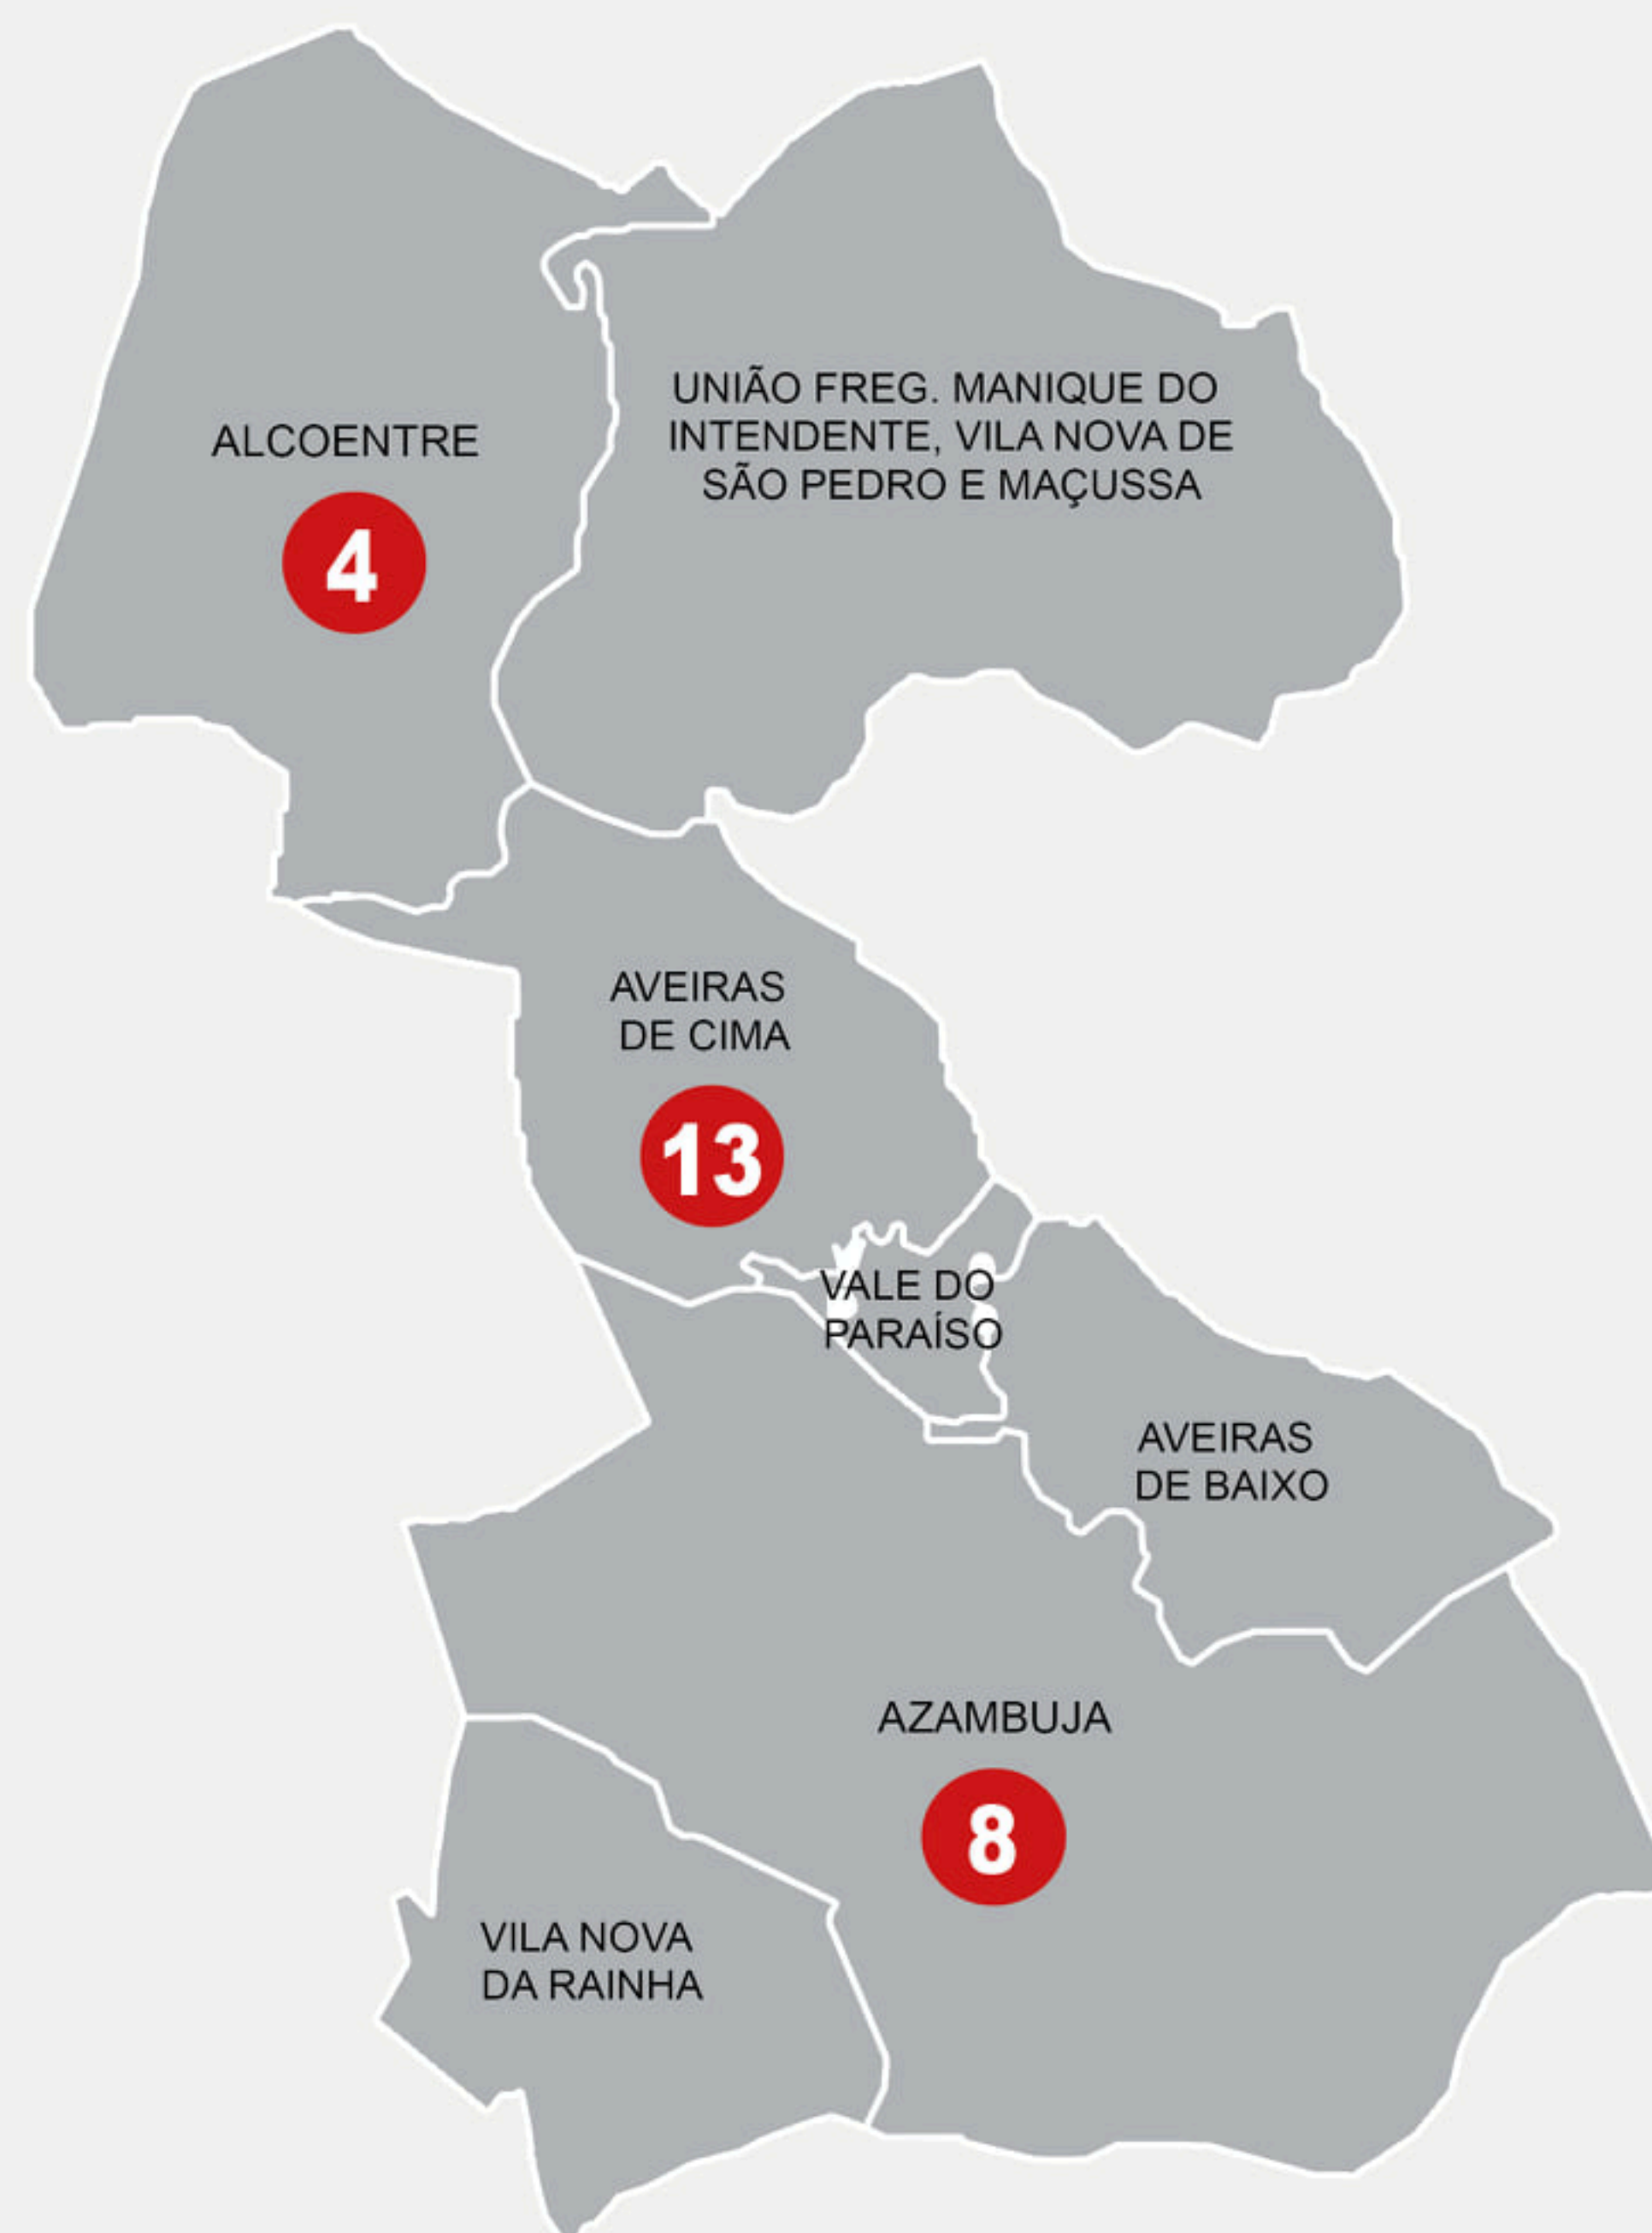 ALCOENTRE
4
UNIÃO FREG. MANIQUE DO
INTENDENTE, VILA NOVA DE
SÃO PEDRO E MAÇUSSA
AVEIRAS
DE CIMA
13
VALE DO
PARAÍSO
AVEIRAS
DE BAIXO
AZAMBUJA
8
VILA NOVA
DA RAINHA